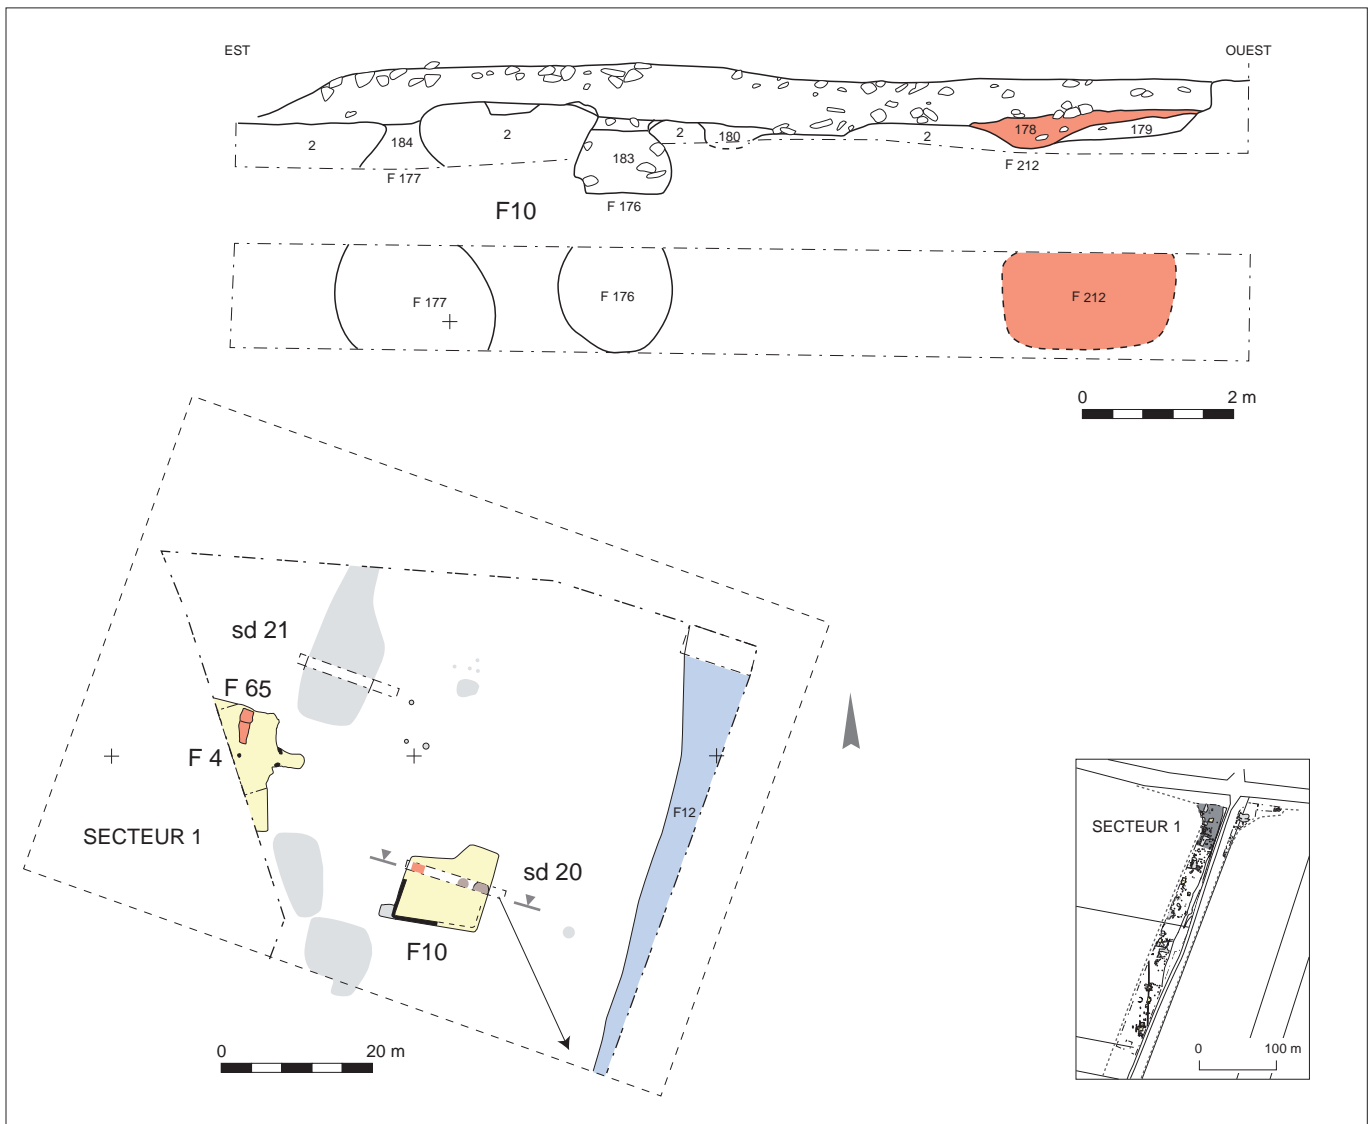 EST OUEST
2 184 2 183 2 180 2 178 179
F 177 F 176 F 212
F10
F 177 F 176 F 212
0 2 m
sd 21
F 65
F 4
SECTEUR 1
F12
sd 20
F10
0 20 m
SECTEUR 1
0 100 m